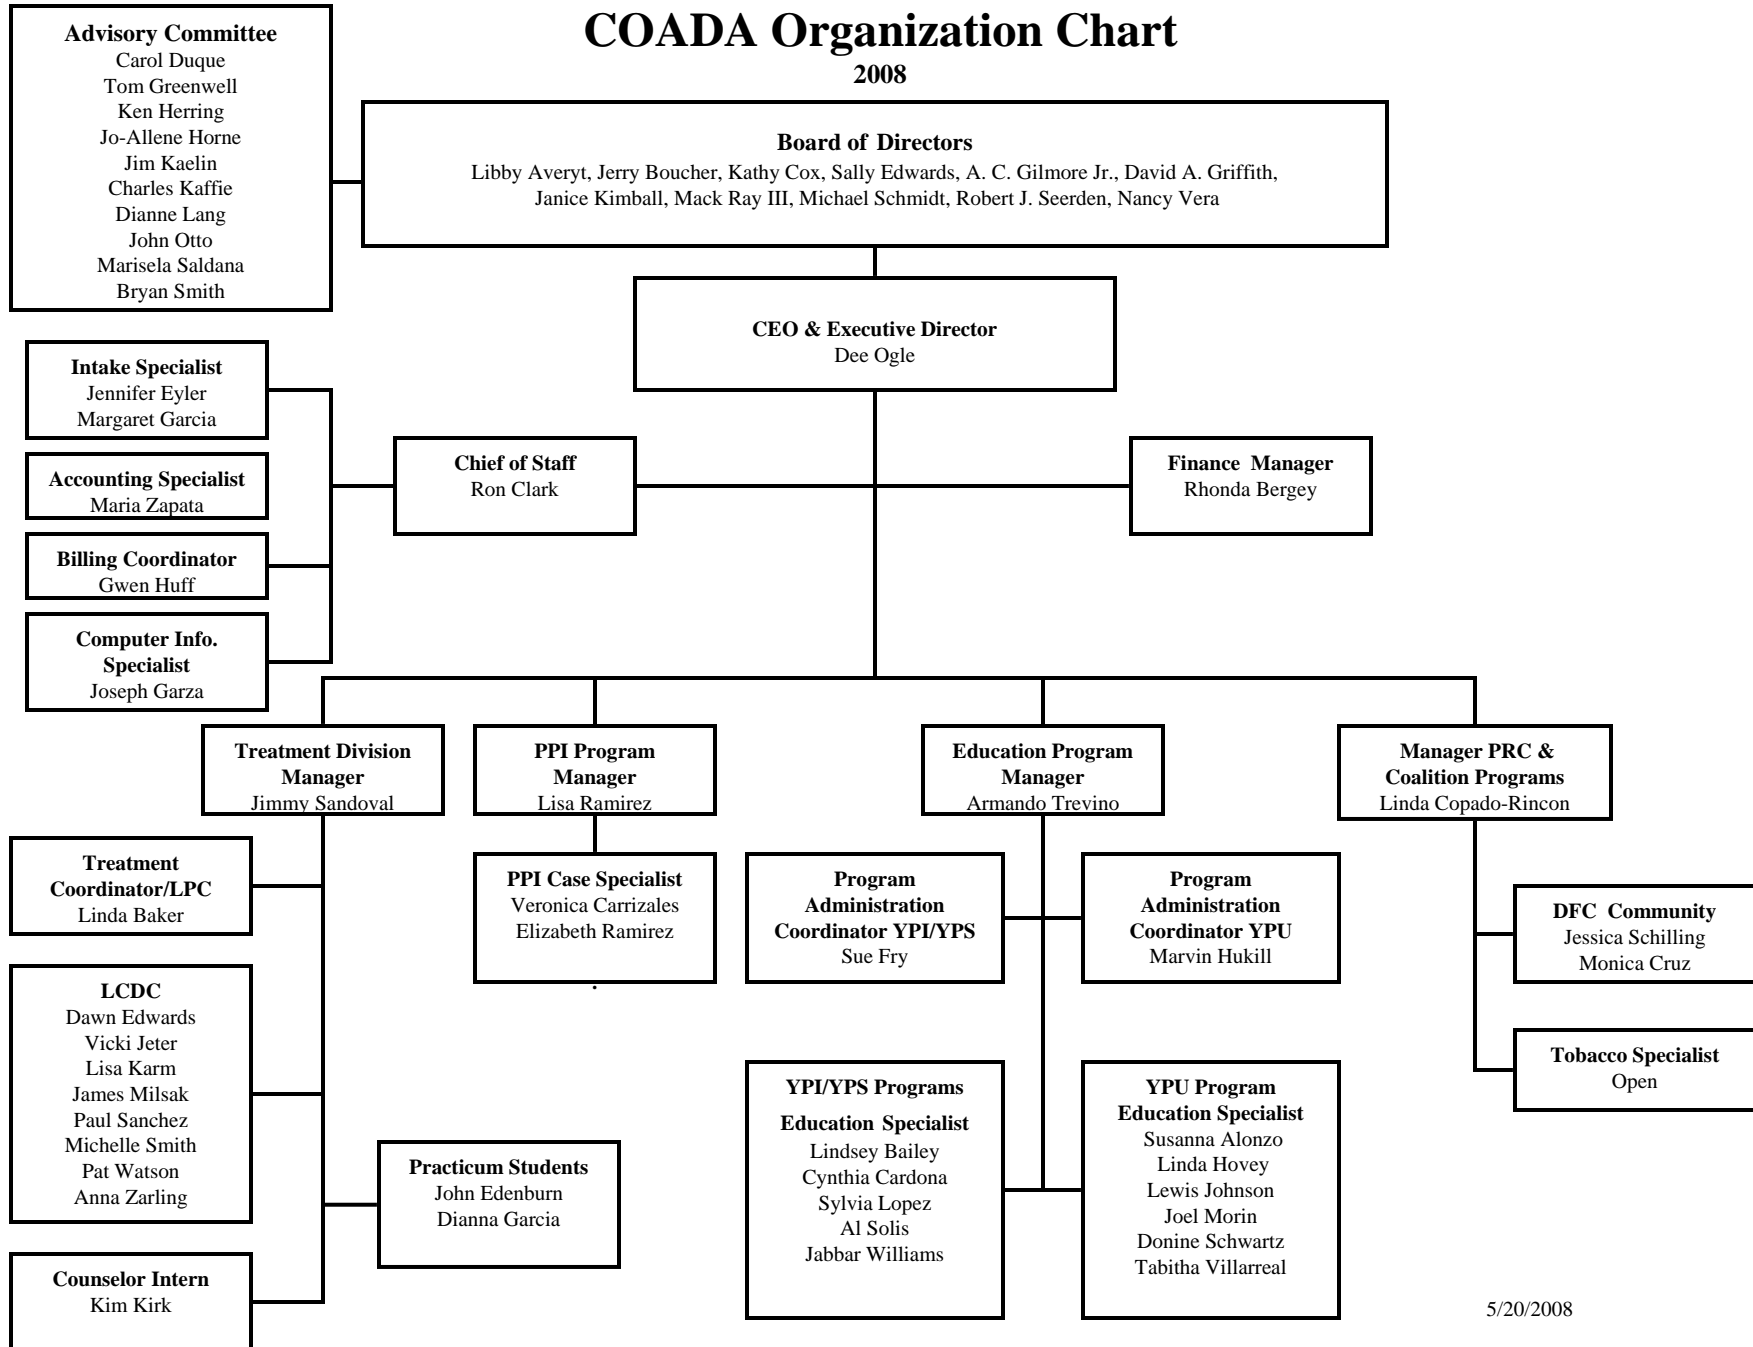 COADA Organization Chart
2008
Advisory Committee
Carol Duque
Tom Greenwell
Ken Herring
Jo-Allene Horne
Jim Kaelin
Charles Kaffie
Dianne Lang
John Otto
Marisela Saldana
Bryan Smith
Board of Directors
Libby Averyt, Jerry Boucher, Kathy Cox, Sally Edwards, A. C. Gilmore Jr., David A. Griffith,
Janice Kimball, Mack Ray III, Michael Schmidt, Robert J. Seerden, Nancy Vera
CEO & Executive Director
Dee Ogle
Intake Specialist
Jennifer Eyler
Margaret Garcia
Accounting Specialist
Maria Zapata
Billing Coordinator
Gwen Huff
Computer Info.
Specialist
Joseph Garza
Chief of Staff
Ron Clark
Finance Manager
Rhonda Bergey
Treatment Division
Manager
Jimmy Sandoval
PPI Program
Manager
Lisa Ramirez
Education Program
Manager
Armando Trevino
Manager PRC &
Coalition Programs
Linda Copado-Rincon
Treatment
Coordinator/LPC
Linda Baker
LCDC
Dawn Edwards
Vicki Jeter
Lisa Karm
James Milsak
Paul Sanchez
Michelle Smith
Pat Watson
Anna Zarling
Counselor Intern
Kim Kirk
Practicum Students
John Edenburn
Dianna Garcia
PPI Case Specialist
Veronica Carrizales
Elizabeth Ramirez
.
Program
Administration
Coordinator YPI/YPS
Sue Fry
Program
Administration
Coordinator YPU
Marvin Hukill
YPI/YPS Programs
Education Specialist
Lindsey Bailey
Cynthia Cardona
Sylvia Lopez
Al Solis
Jabbar Williams
YPU Program
Education Specialist
Susanna Alonzo
Linda Hovey
Lewis Johnson
Joel Morin
Donine Schwartz
Tabitha Villarreal
DFC Community
Jessica Schilling
Monica Cruz
Tobacco Specialist
Open
5/20/2008